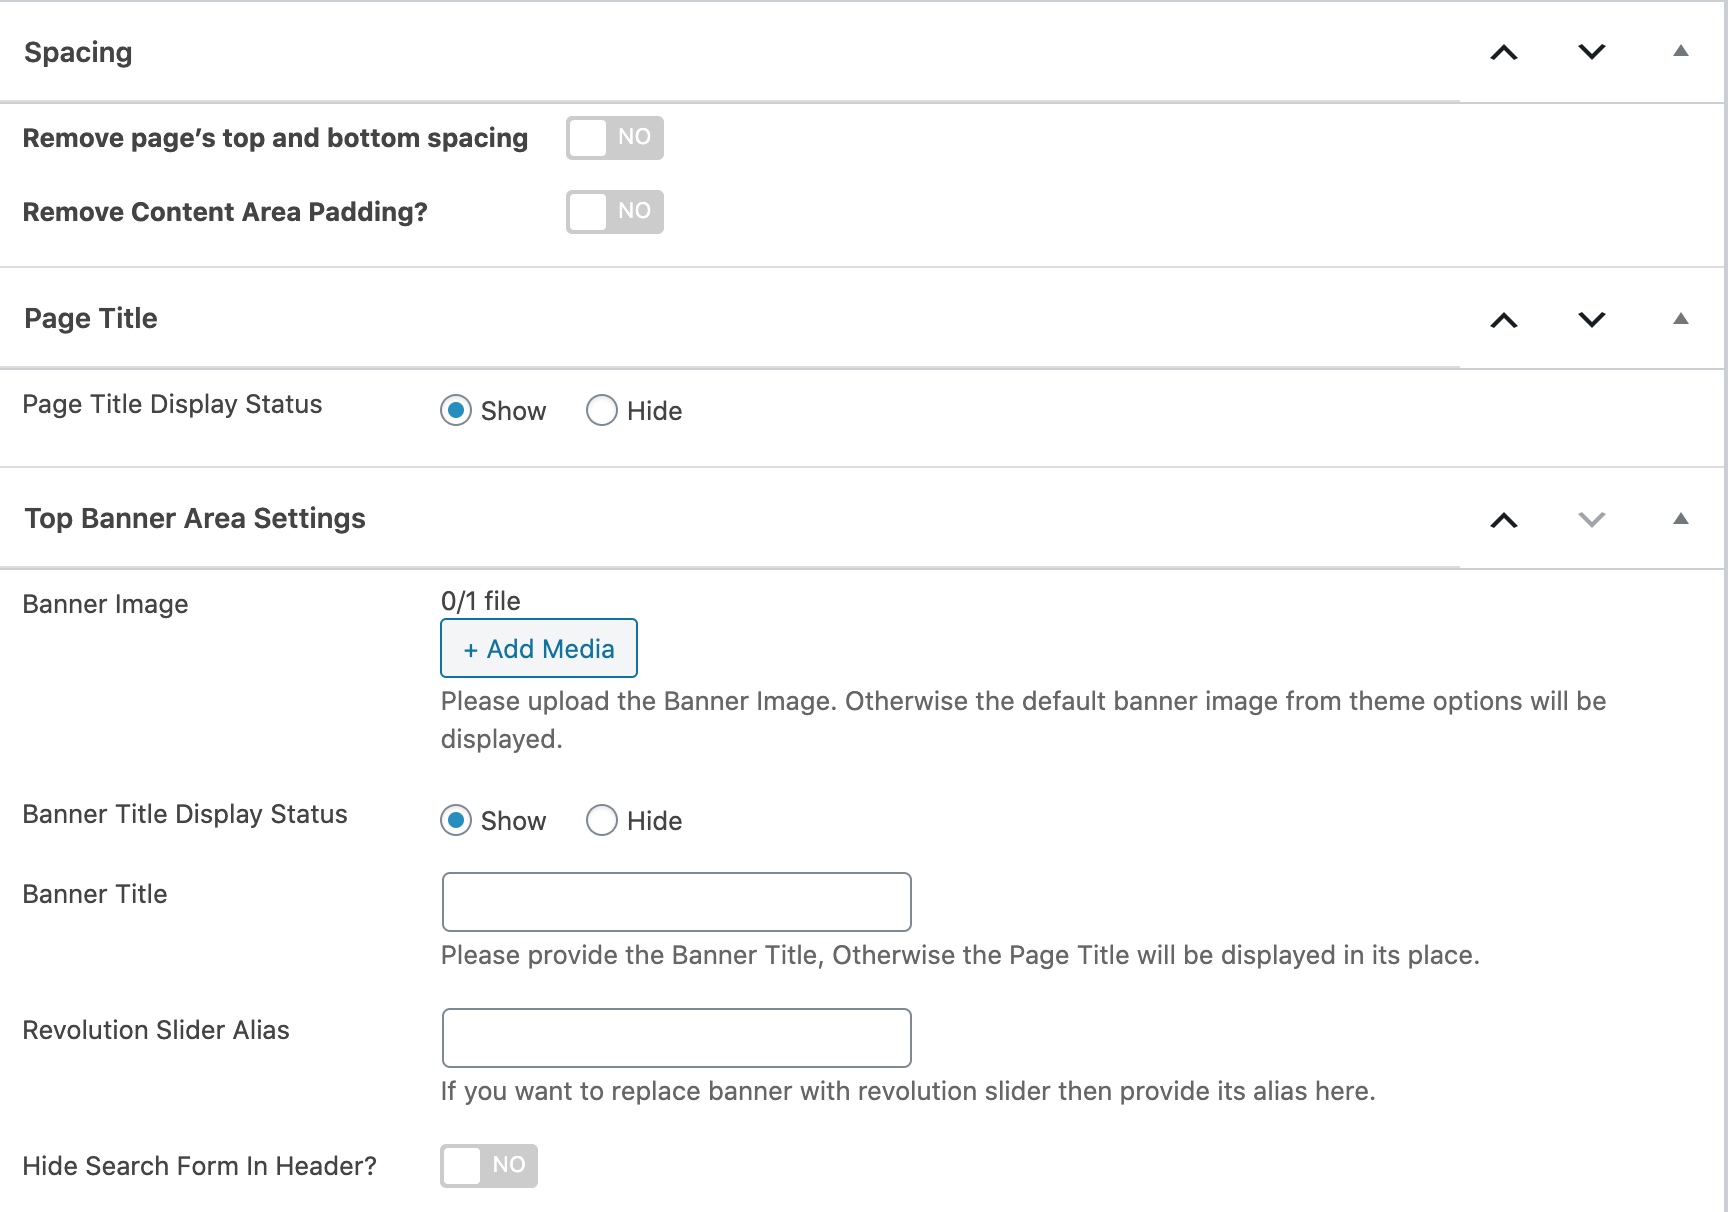 Spacing
Remove page’s top and bottom spacing NO
Remove Content Area Padding? NO
Page Title
Page Title Display Status Show Hide
Top Banner Area Settings
Banner Image 0/1 file
+ Add Media
Please upload the Banner Image. Otherwise the default banner image from theme options will be
displayed.
Banner Title Display Status Show Hide
Banner Title
Please provide the Banner Title, Otherwise the Page Title will be displayed in its place.
Revolution Slider Alias
If you want to replace banner with revolution slider then provide its alias here.
Hide Search Form In Header? NO